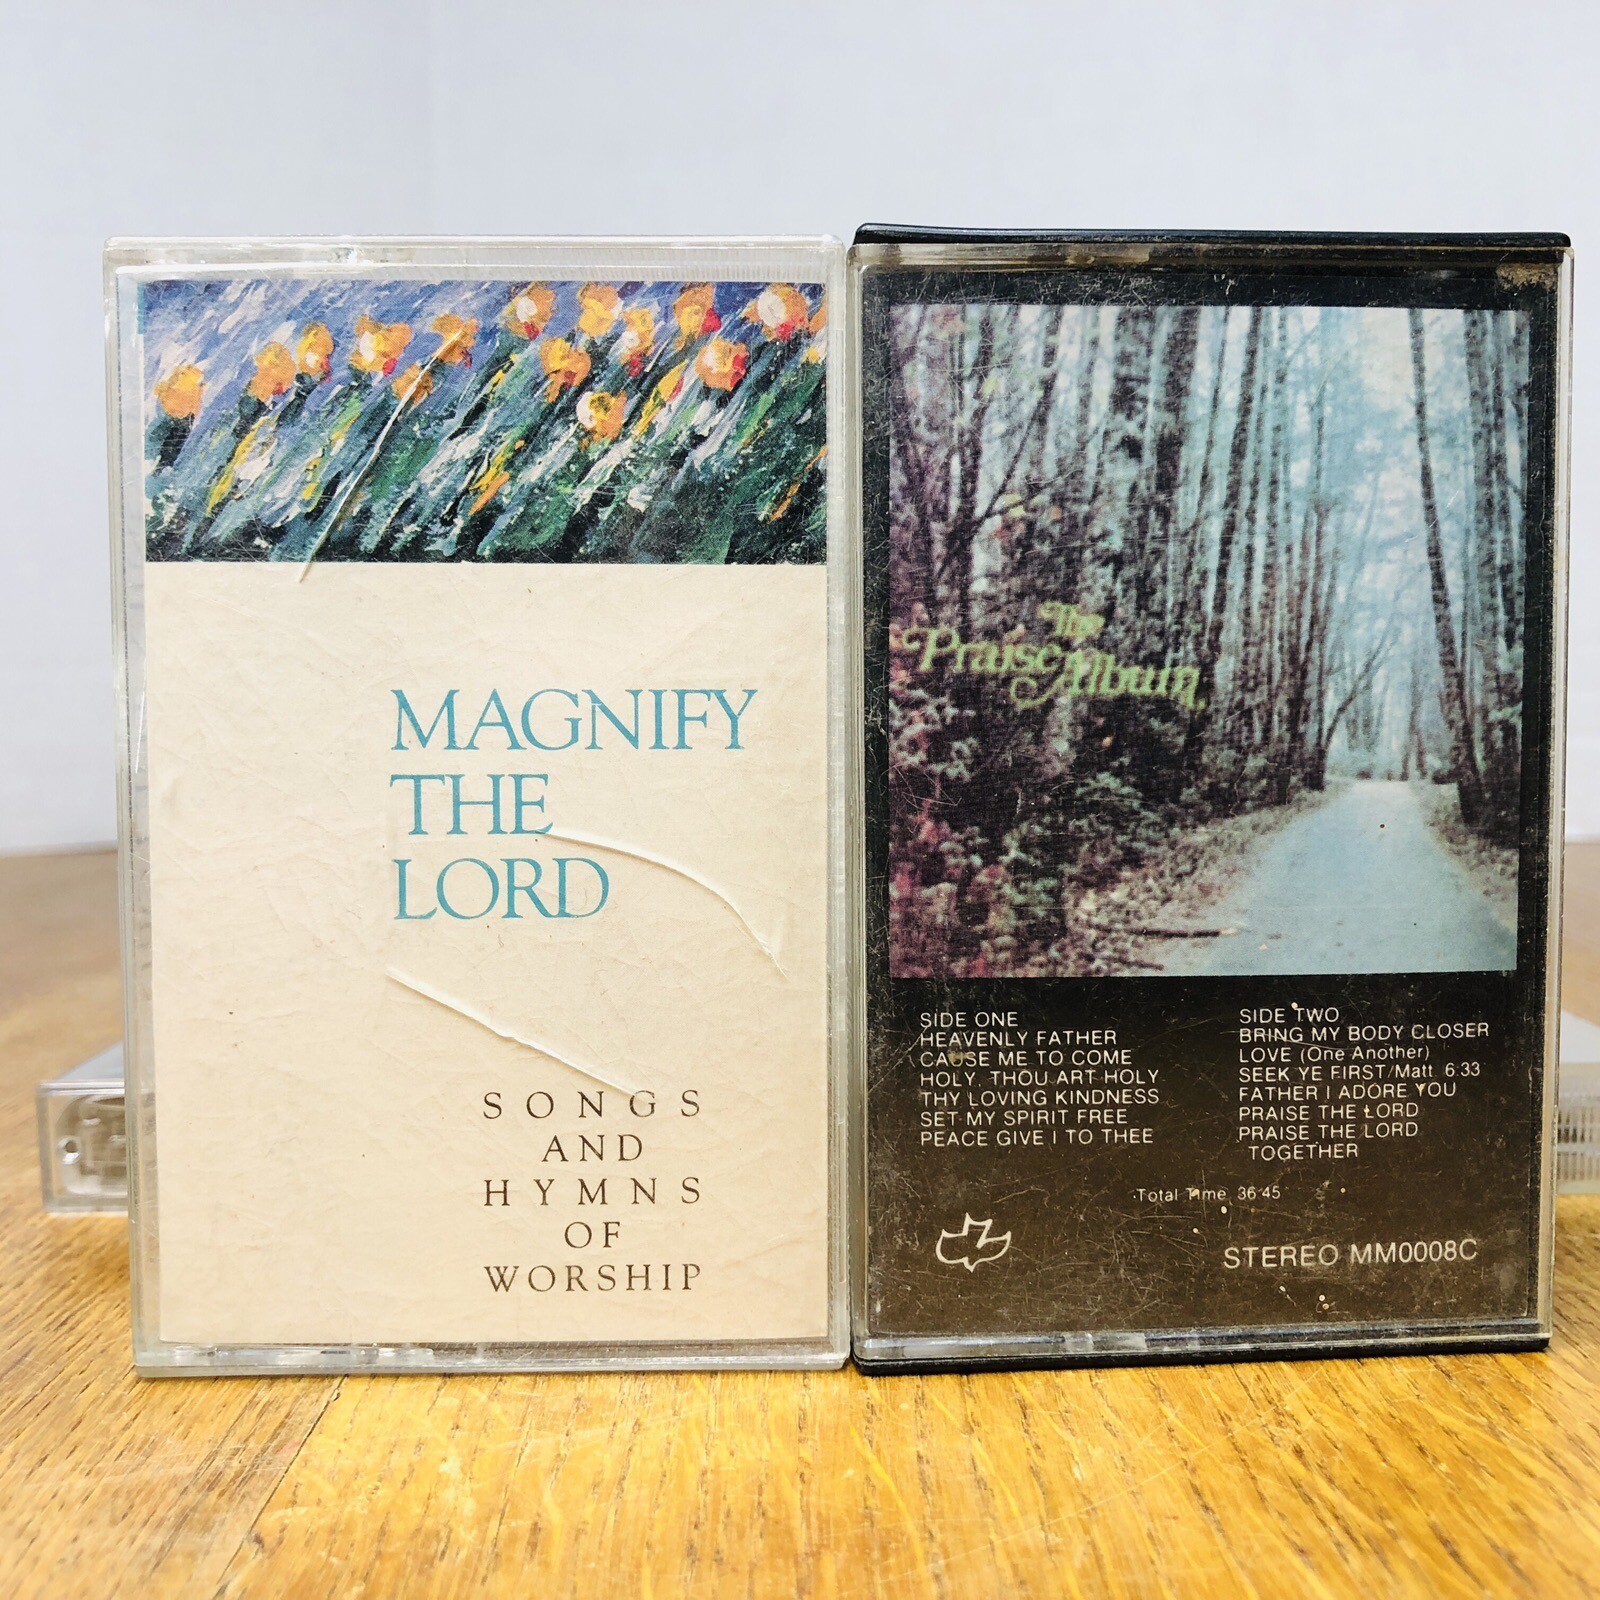 MAGNIFY
THE
LORD
SONGS
AND
HYMNS
OF
WORSHIP
The
Praise Album
SIDE ONE
HEAVENLY FATHER
CAUSE ME TO COME
HOLY, THOU ART HOLY
THY LOVING KINDNESS
SET MY SPIRIT FREE
PEACE GIVE I TO THEE
SIDE TWO
BRING MY BODY CLOSER
LOVE (One Another)
SEEK YE FIRST/Matt. 6:33
FATHER I ADORE YOU
PRAISE THE LORD
PRAISE THE LORD
TOGETHER
Total Time 36:45
STEREO MM0008C